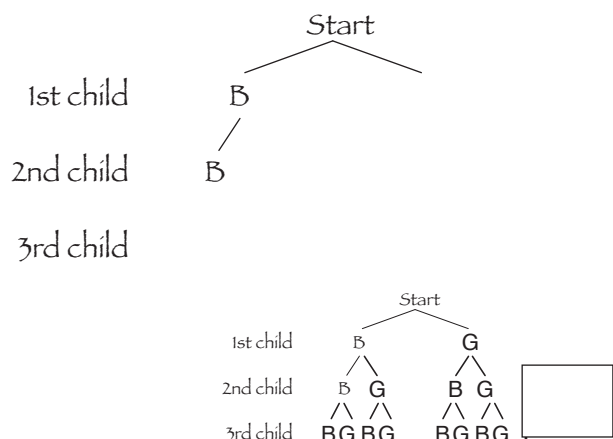 Start
1st child B
2nd child B
3rd child
Start
1st child B G
2nd child B G B G
3rd child B G B G B G B G